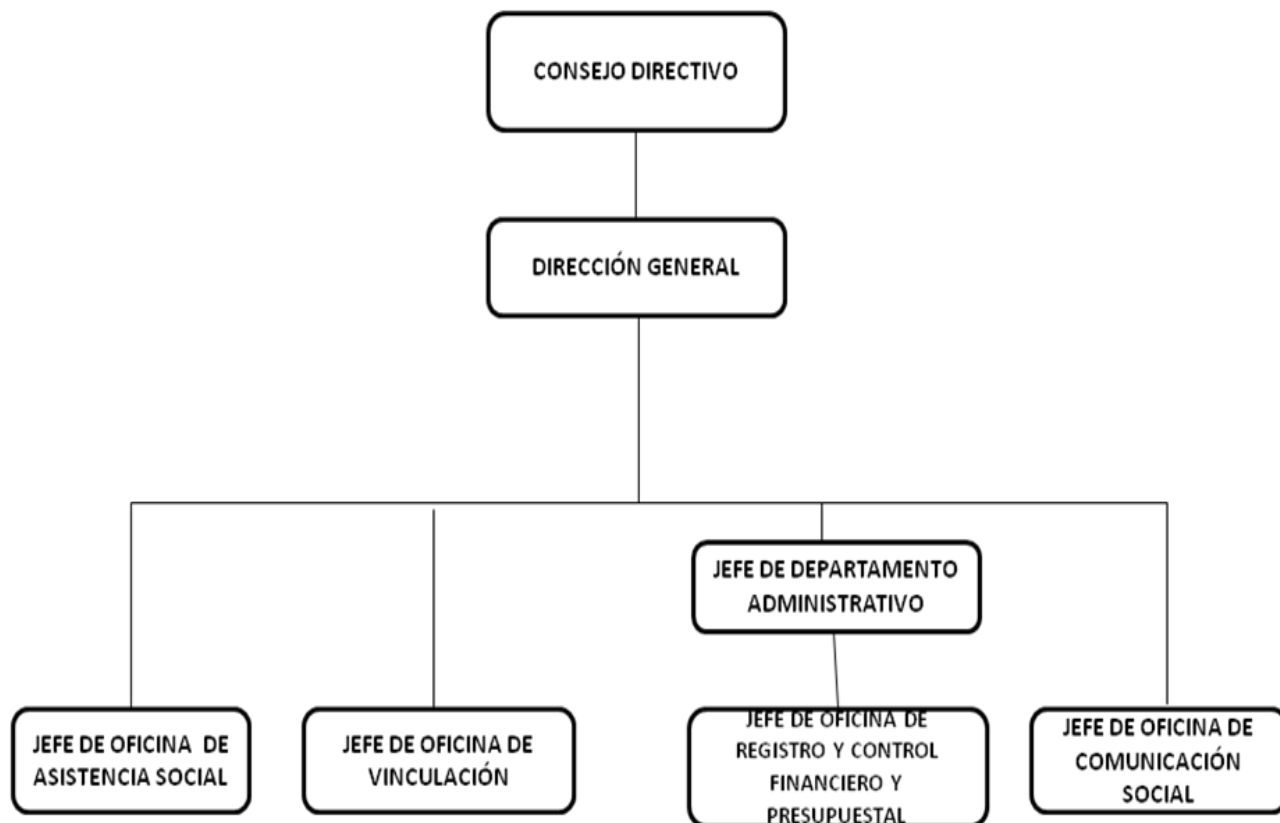 CONSEJO DIRECTIVO
DIRECCIÓN GENERAL
JEFE DE DEPARTAMENTO
ADMINISTRATIVO
JEFE DE OFICINA DE
ASISTENCIA SOCIAL
JEFE DE OFICINA DE
VINCULACIÓN
JEFE DE OFICINA DE
REGISTRO Y CONTROL
FINANCIERO Y
PRESUPUESTAL
JEFE DE OFICINA DE
COMUNICACIÓN
SOCIAL